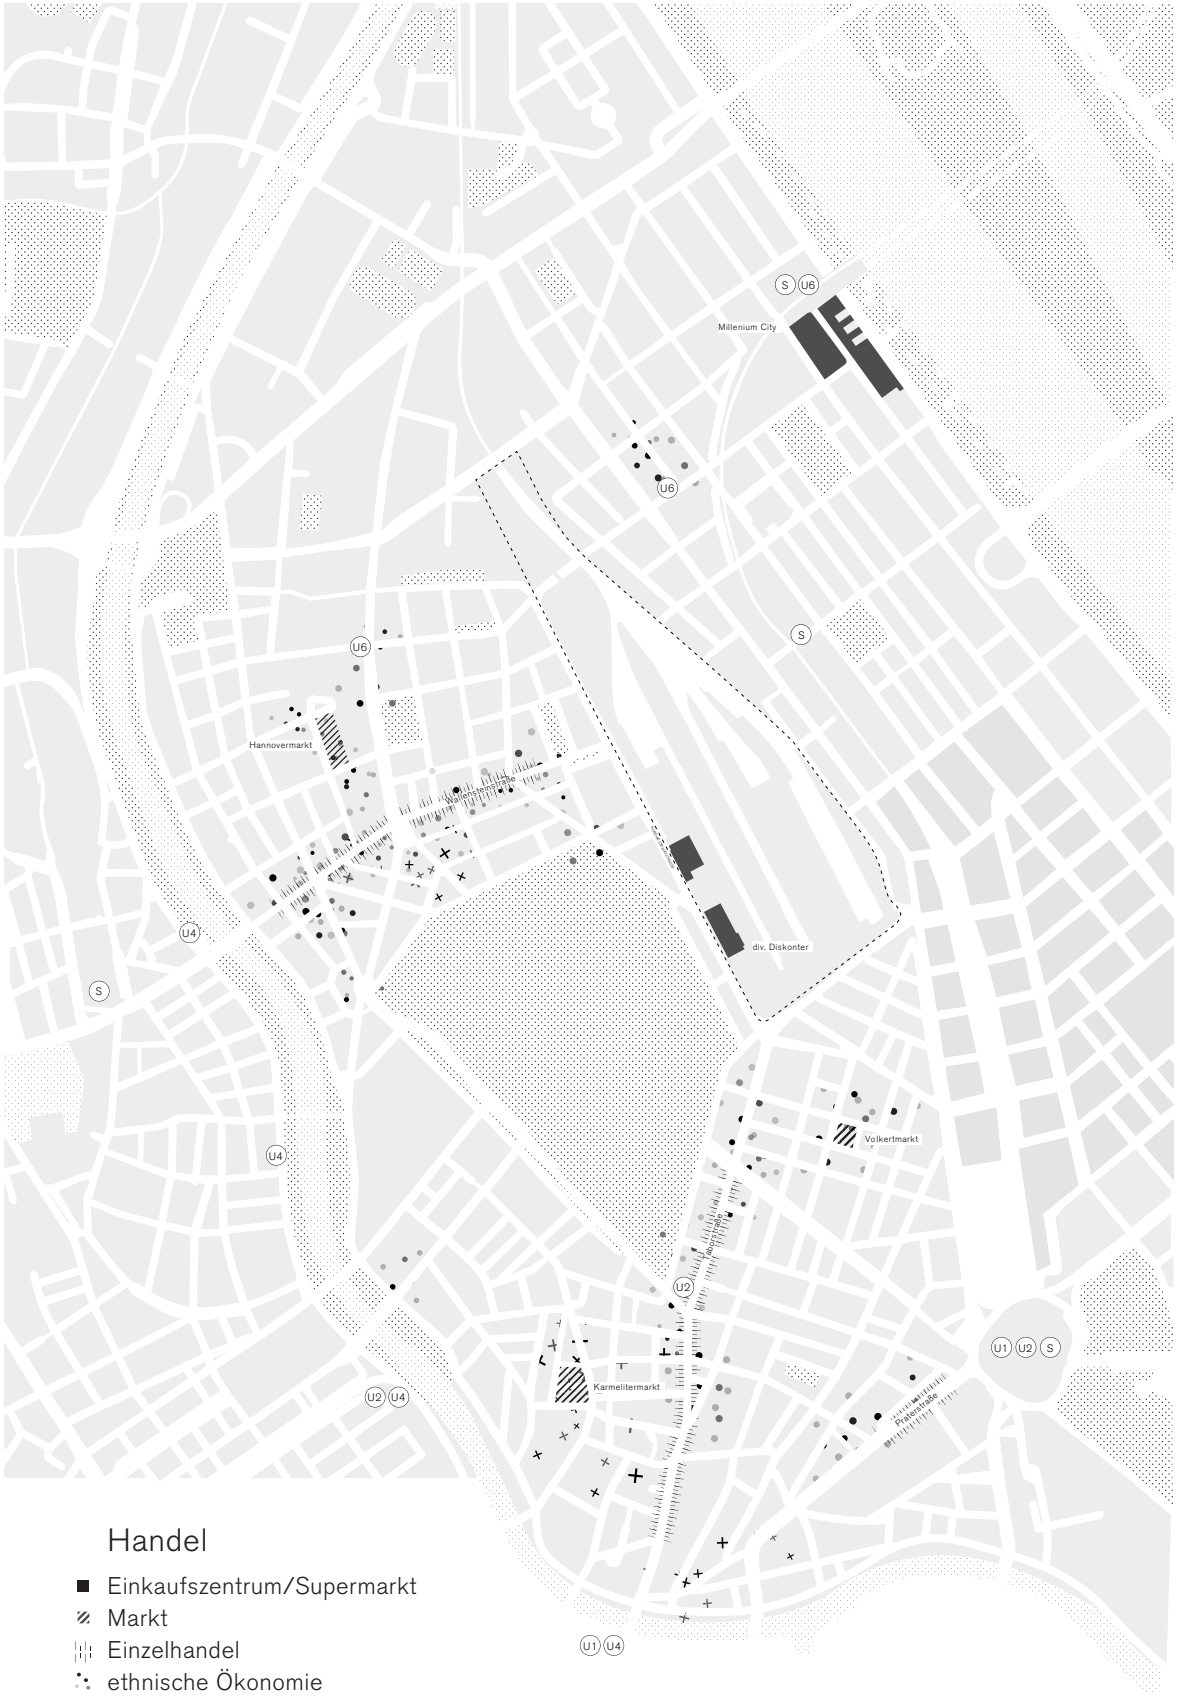 S U6
Millenium City
U6
S
U6
Hannovermarkt
Wallensteinstraße
U4
div. Diskonter
S
Volkertmarkt
U4
Taborstraße
U2
U1 U2 S
Karmelitermarkt
U2 U4
Praterstraße
Handel
Einkaufszentrum/Supermarkt
Markt
Einzelhandel
U1 U4
ethnische Ökonomie